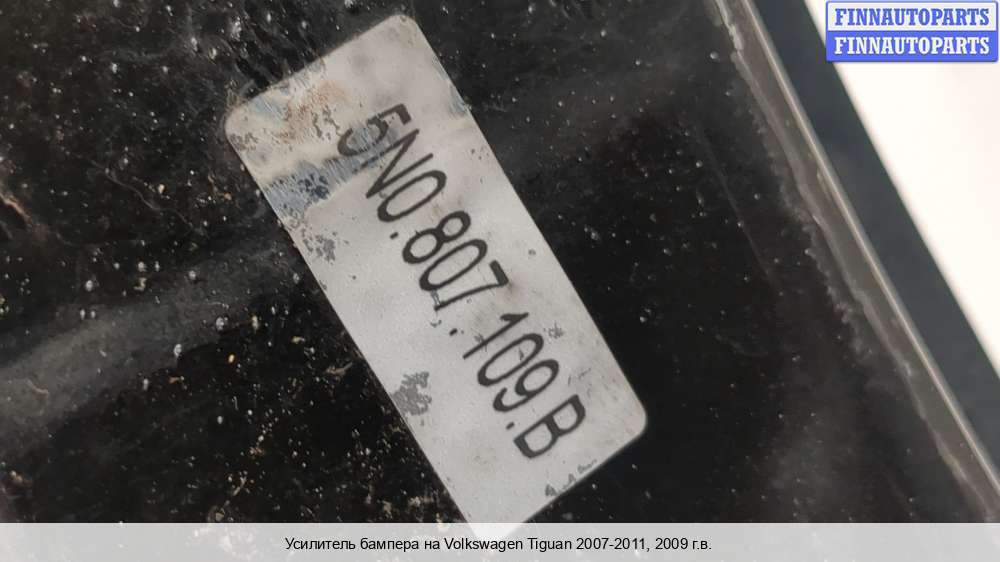 FINNAUTOPARTS
FINNAUTOPARTS
5N0.807.109.B
Усилитель бампера на Volkswagen Tiguan 2007-2011, 2009 г.в.